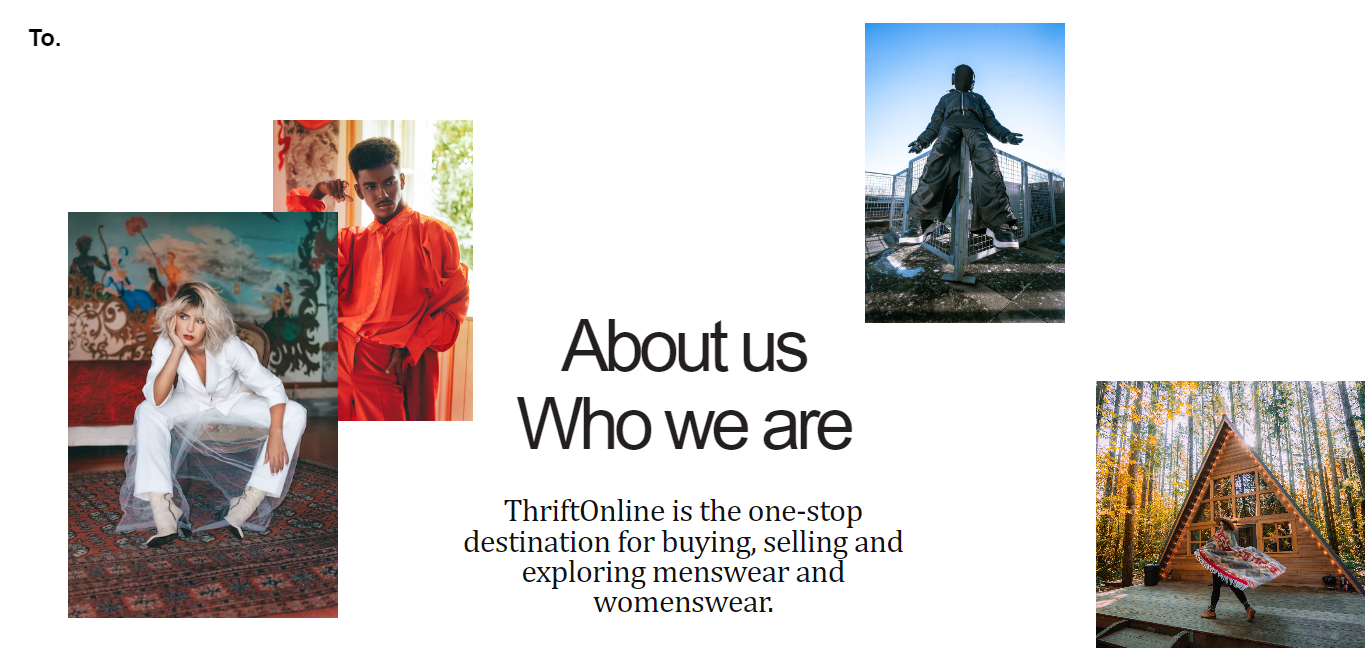 To.
About us
Who we are
ThriftOnline is the one-stop
destination for buying, selling and
exploring menswear and
womenswear.